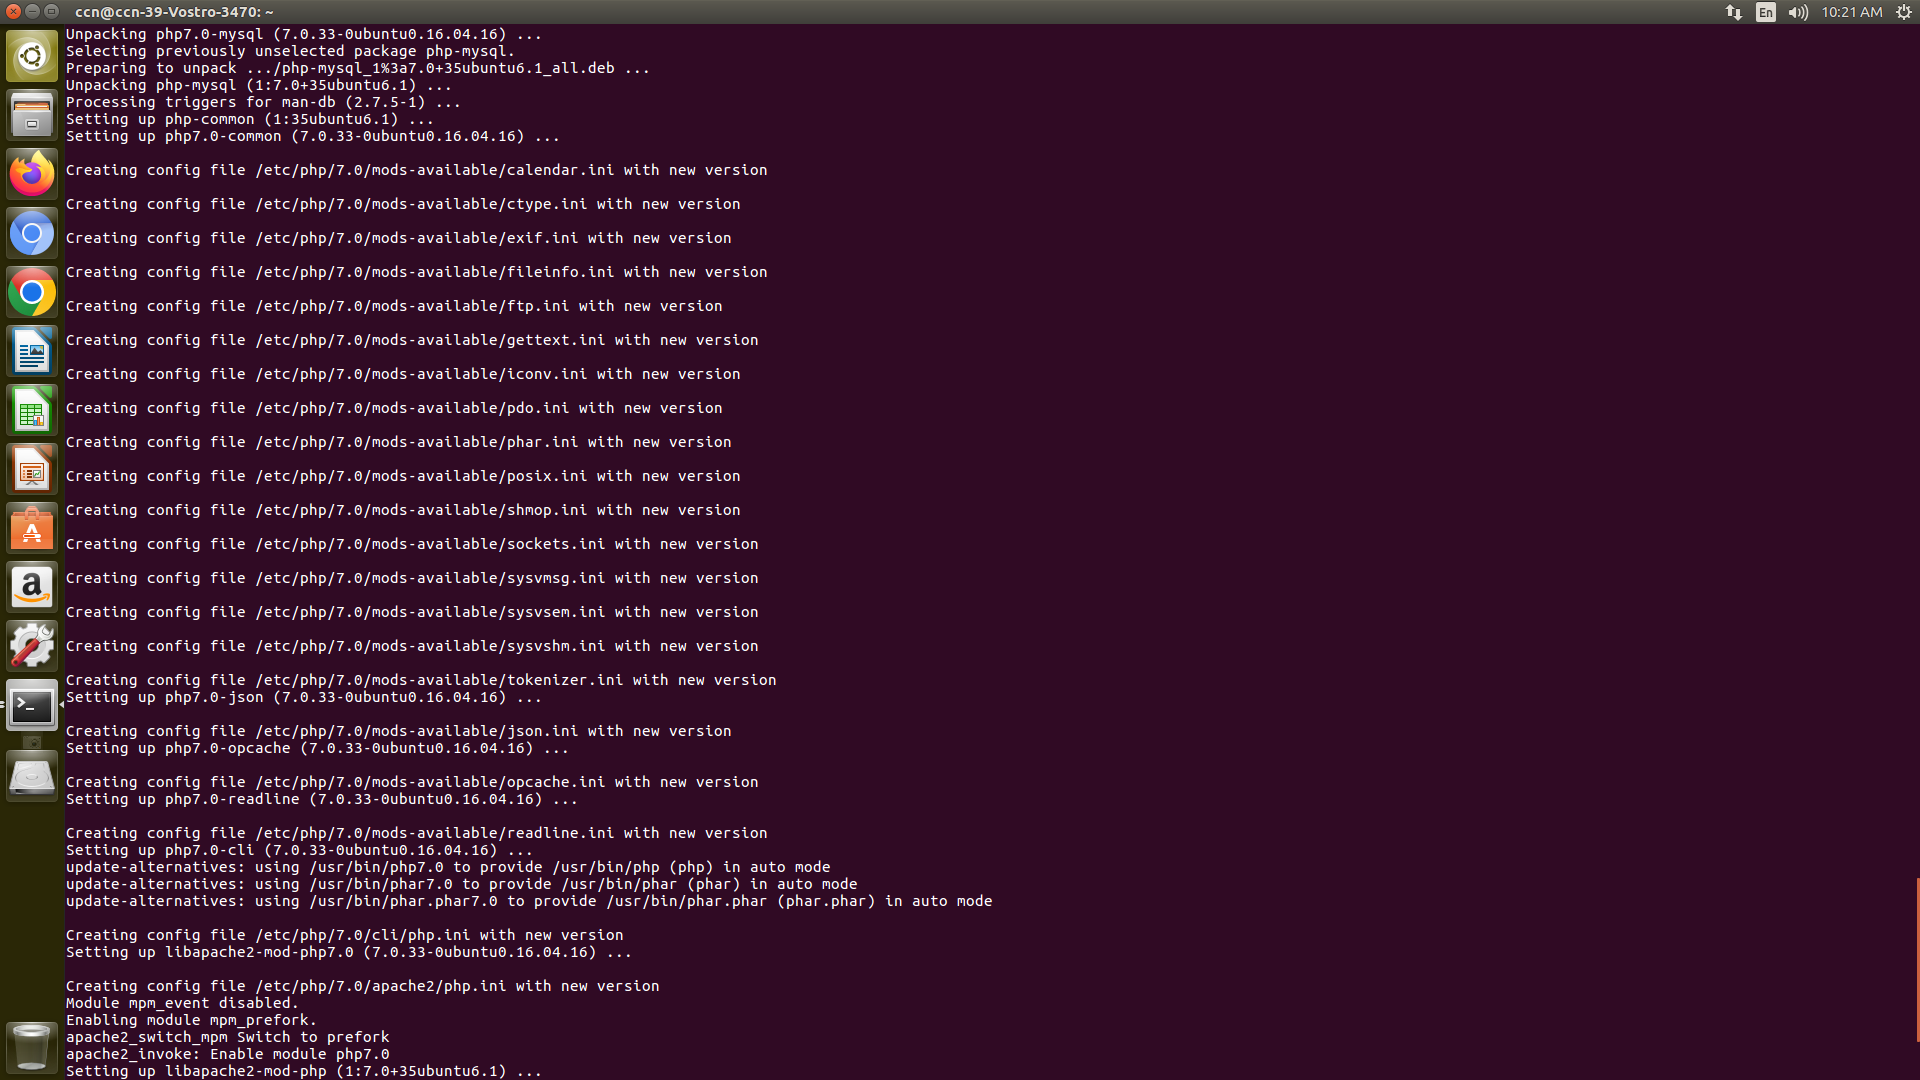 ccn@ccn-39-Vostro-3470: ~
En
10:21 AM
Unpacking php7.0-mysql (7.0.33-0ubuntu0.16.04.16) ...
Selecting previously unselected package php-mysql.
Preparing to unpack .../php-mysql_1%3a7.0+35ubuntu6.1_all.deb ...
Unpacking php-mysql (1:7.0+35ubuntu6.1) ...
Processing triggers for man-db (2.7.5-1) ...
Setting up php-common (1:35ubuntu6.1) ...
Setting up php7.0-common (7.0.33-0ubuntu0.16.04.16) ...
Creating config file /etc/php/7.0/mods-available/calendar.ini with new version
Creating config file /etc/php/7.0/mods-available/ctype.ini with new version
Creating config file /etc/php/7.0/mods-available/exif.ini with new version
Creating config file /etc/php/7.0/mods-available/fileinfo.ini with new version
Creating config file /etc/php/7.0/mods-available/ftp.ini with new version
Creating config file /etc/php/7.0/mods-available/gettext.ini with new version
Creating config file /etc/php/7.0/mods-available/iconv.ini with new version
Creating config file /etc/php/7.0/mods-available/pdo.ini with new version
Creating config file /etc/php/7.0/mods-available/phar.ini with new version
Creating config file /etc/php/7.0/mods-available/posix.ini with new version
Creating config file /etc/php/7.0/mods-available/shmop.ini with new version
Creating config file /etc/php/7.0/mods-available/sockets.ini with new version
Creating config file /etc/php/7.0/mods-available/sysvmsg.ini with new version
Creating config file /etc/php/7.0/mods-available/sysvsem.ini with new version
Creating config file /etc/php/7.0/mods-available/sysvshm.ini with new version
Creating config file /etc/php/7.0/mods-available/tokenizer.ini with new version
Setting up php7.0-json (7.0.33-0ubuntu0.16.04.16) ...
Creating config file /etc/php/7.0/mods-available/json.ini with new version
Setting up php7.0-opcache (7.0.33-0ubuntu0.16.04.16) ...
Creating config file /etc/php/7.0/mods-available/opcache.ini with new version
Setting up php7.0-readline (7.0.33-0ubuntu0.16.04.16) ...
Creating config file /etc/php/7.0/mods-available/readline.ini with new version
Setting up php7.0-cli (7.0.33-0ubuntu0.16.04.16) ...
update-alternatives: using /usr/bin/php7.0 to provide /usr/bin/php (php) in auto mode
update-alternatives: using /usr/bin/phar7.0 to provide /usr/bin/phar (phar) in auto mode
update-alternatives: using /usr/bin/phar.phar7.0 to provide /usr/bin/phar.phar (phar.phar) in auto mode
Creating config file /etc/php/7.0/cli/php.ini with new version
Setting up libapache2-mod-php7.0 (7.0.33-0ubuntu0.16.04.16) ...
Creating config file /etc/php/7.0/apache2/php.ini with new version
Module mpm_event disabled.
Enabling module mpm_prefork.
apache2_switch_mpm Switch to prefork
apache2_invoke: Enable module php7.0
Setting up libapache2-mod-php (1:7.0+35ubuntu6.1) ...